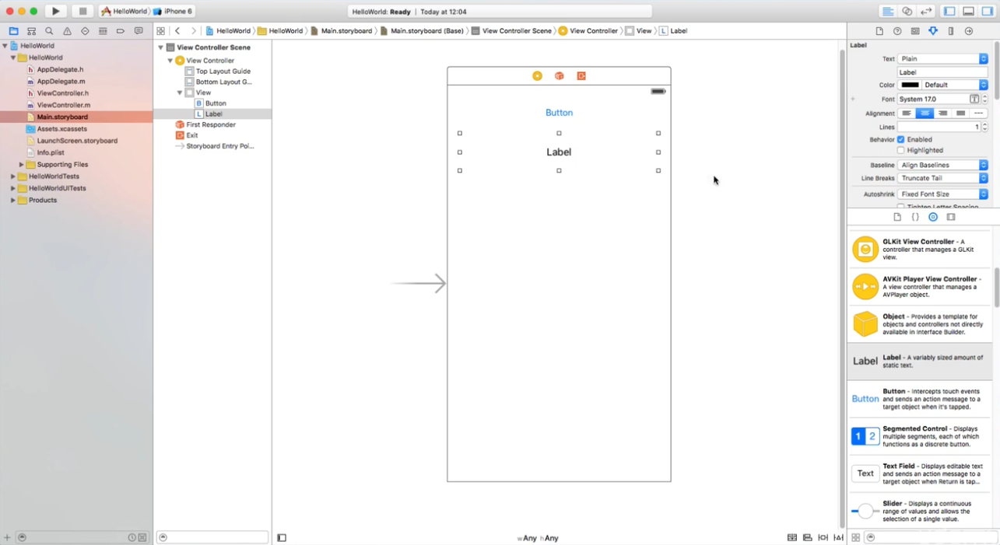 HelloWorld
iPhone 6
HelloWorld: Ready | Today at 12:04
HelloWorld
HelloWorld
Main.storyboard
Main.storyboard (Base)
View Controller Scene
View Controller
View
L Label
HelloWorld
HelloWorld
h AppDelegate.h
m AppDelegate.m
h ViewController.h
m ViewController.m
Main.storyboard
Assets.xcassets
LaunchScreen.storyboard
Info.plist
Supporting Files
HelloWorldTests
HelloWorldUITests
Products
View Controller Scene
View Controller
Top Layout Guide
Bottom Layout G...
View
B Button
L Label
First Responder
Exit
Storyboard Entry Poi...
Button
Label
wAny hAny
Label
Text Plain
Label
Color Default
Font System 17.0
Alignment
Lines 1
Behavior Enabled
Highlighted
Baseline Align Baselines
Line Breaks Truncate Tail
Autoshrink Fixed Font Size
Tighten Letter Spacing
GLKit View Controller - A
controller that manages a GLKit
view.
AVKit Player View Controller -
A view controller that manages a
AVPlayer object.
Object - Provides a template for
objects and controllers not directly
available in Interface Builder.
Label
Label - A variably sized amount of
static text.
Button
Button - Intercepts touch events
and sends an action message to a
target object when it's tapped.
1 2
Segmented Control - Displays
multiple segments, each of which
functions as a discrete button.
Text
Text Field - Displays editable text
and sends an action message to a
target object when Return is tap...
Slider - Displays a continuous
range of values and allows the
selection of a single value.